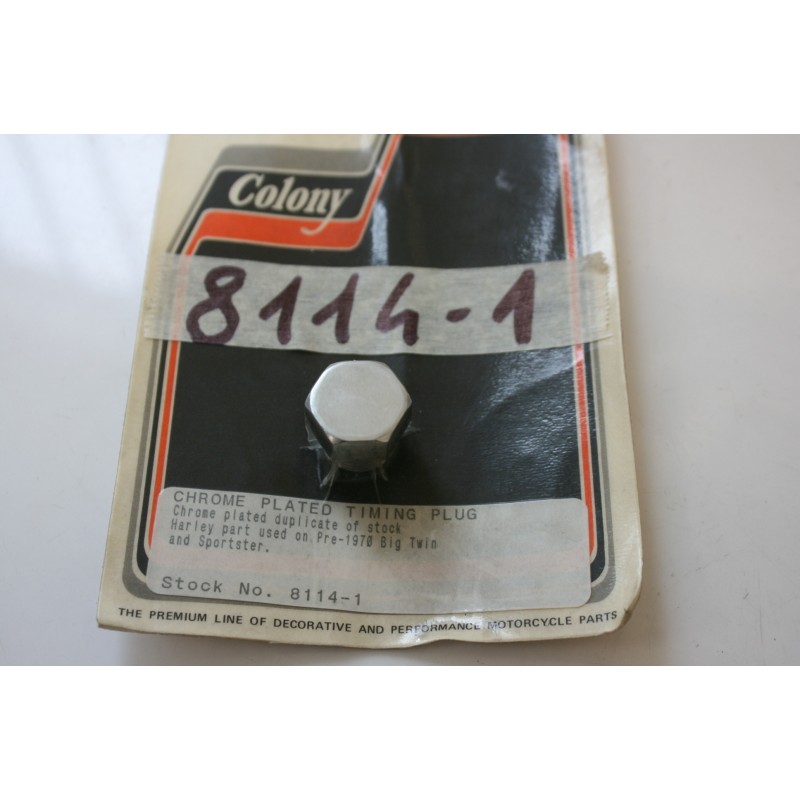 Colony
8114-1
CHROME PLATED TIMING PLUG
Chrome plated duplicate of stock
Harley part used on Pre-1970 Big Twin
and Sportster.
Stock No. 8114-1
THE PREMIUM LINE OF DECORATIVE AND PERFORMANCE MOTORCYCLE PARTS